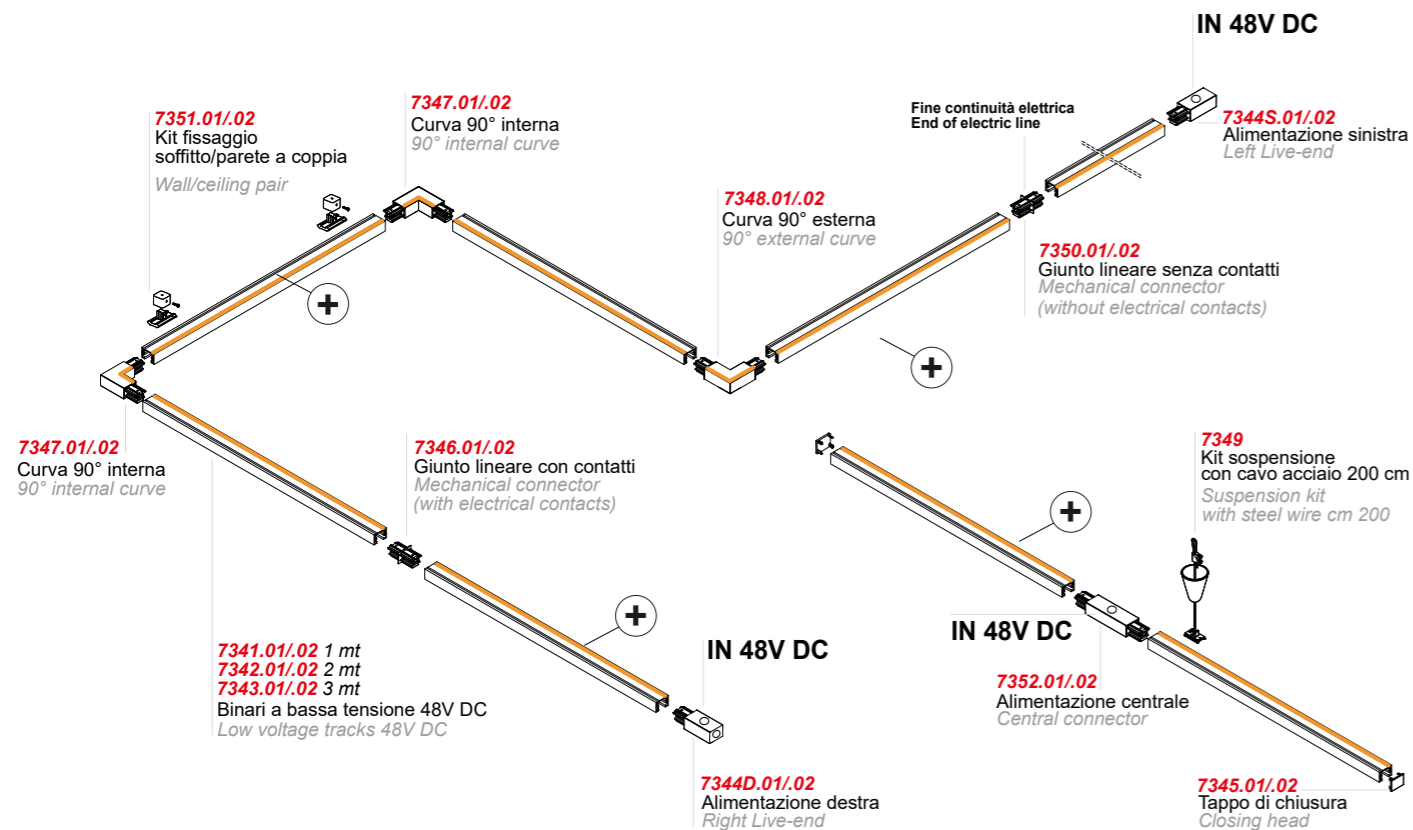 IN 48V DC
7351.01/.02
Kit fissaggio
soffitto/parete a coppia
Wall/ceiling pair
7347.01/.02
Curva 90° interna
90° internal curve
Fine continuità elettrica
End of electric line
7344S.01/.02
Alimentazione sinistra
Left Live-end
7348.01/.02
Curva 90° esterna
90° external curve
7350.01/.02
Giunto lineare senza contatti
Mechanical connector
(without electrical contacts)
+
+
7347.01/.02
Curva 90° interna
90° internal curve
7346.01/.02
Giunto lineare con contatti
Mechanical connector
(with electrical contacts)
7349
Kit sospensione
con cavo acciaio 200 cm
Suspension kit
with steel wire cm 200
+
+
7341.01/.02 1 mt
7342.01/.02 2 mt
7343.01/.02 3 mt
Binari a bassa tensione 48V DC
Low voltage tracks 48V DC
IN 48V DC
IN 48V DC
7352.01/.02
Alimentazione centrale
Central connector
7344D.01/.02
Alimentazione destra
Right Live-end
7345.01/.02
Tappo di chiusura
Closing head